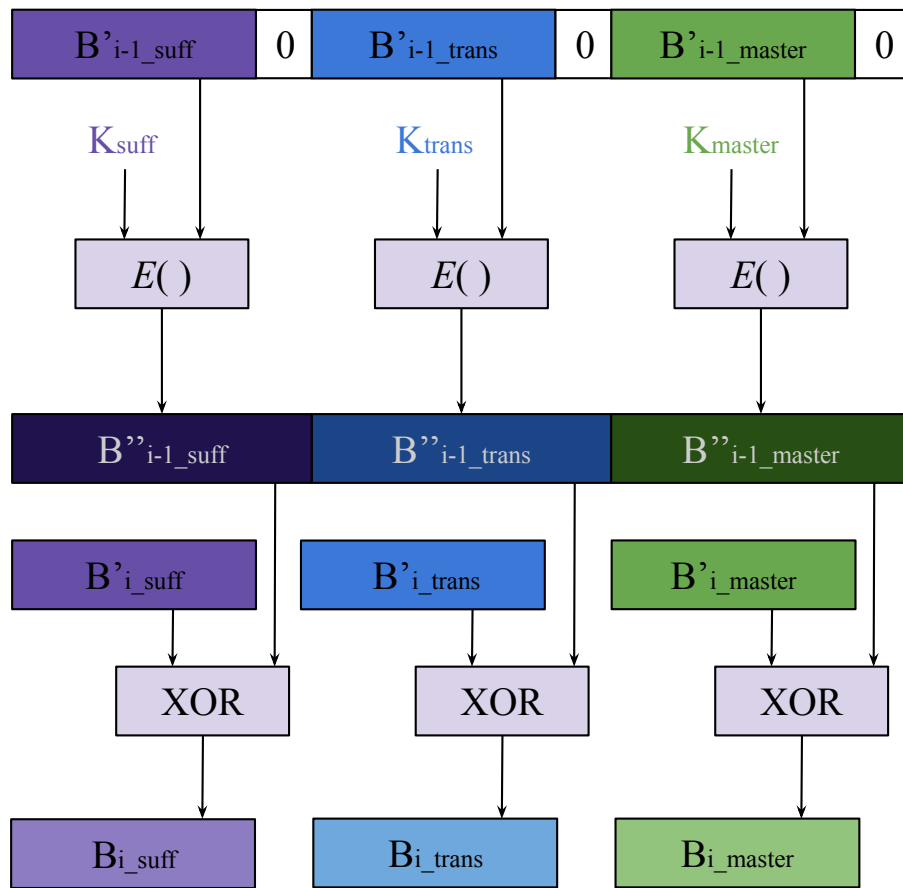 B’i-1_suff 0 B’i-1_trans 0 B’i-1_master 0
Ksuff Ktrans Kmaster
E( ) E( ) E( )
B’’i-1_suff B’’i-1_trans B’’i-1_master
B’i_suff B’i_trans B’i_master
XOR XOR XOR
Bi_suff Bi_trans Bi_master